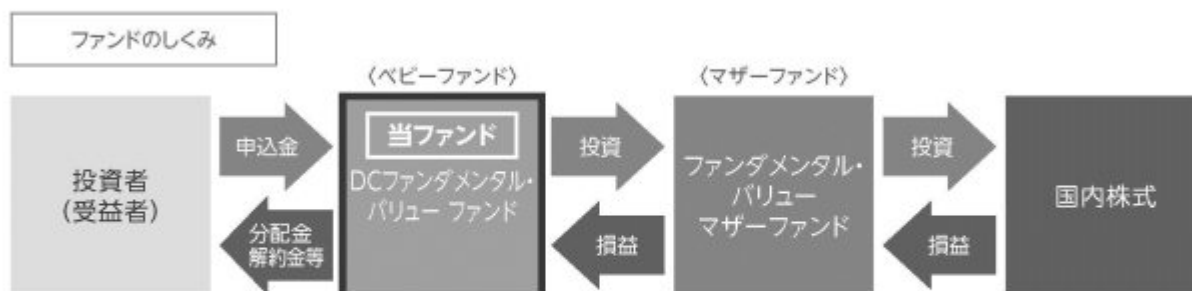 ファンドのしくみ
〈ベビーファンド〉
〈マザーファンド〉
投資者
(受益者)
申込金
分配金
解約金等
当ファンド
DCファンダメンタル・
バリュー ファンド
投資
損益
ファンダメンタル・
バリュー
マザーファンド
投資
損益
国内株式